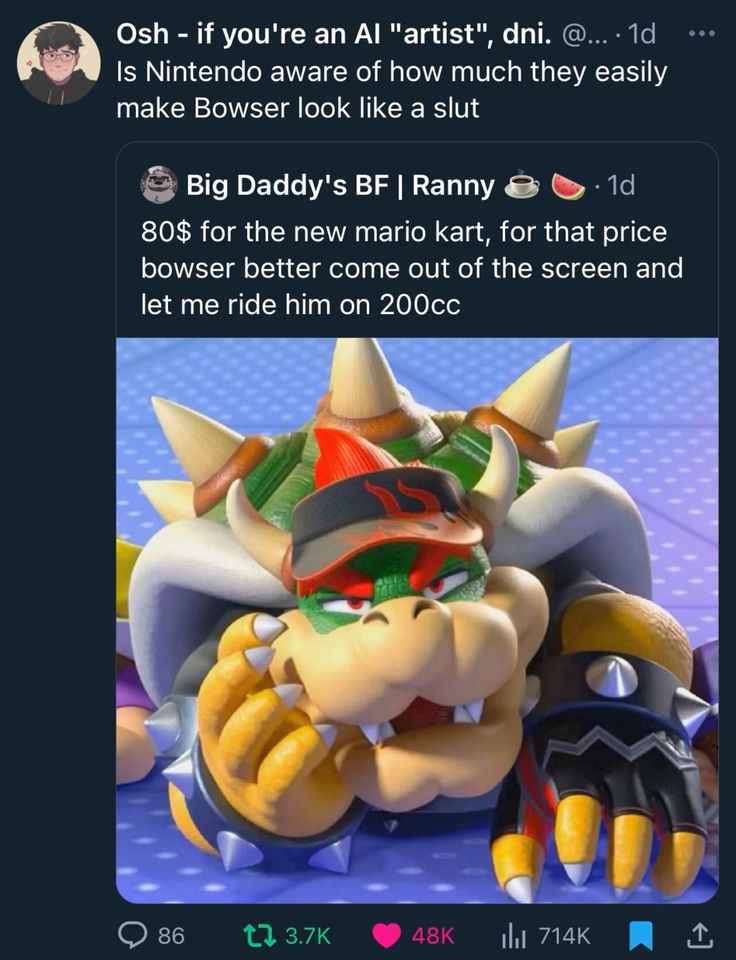 Osh - if you're an AI "artist", dni. @... · 1d
Is Nintendo aware of how much they easily
make Bowser look like a slut
Big Daddy's BF | Ranny ☕ 🍉 · 1d
80$ for the new mario kart, for that price
bowser better come out of the screen and
let me ride him on 200cc
86 3.7K 48K 714K